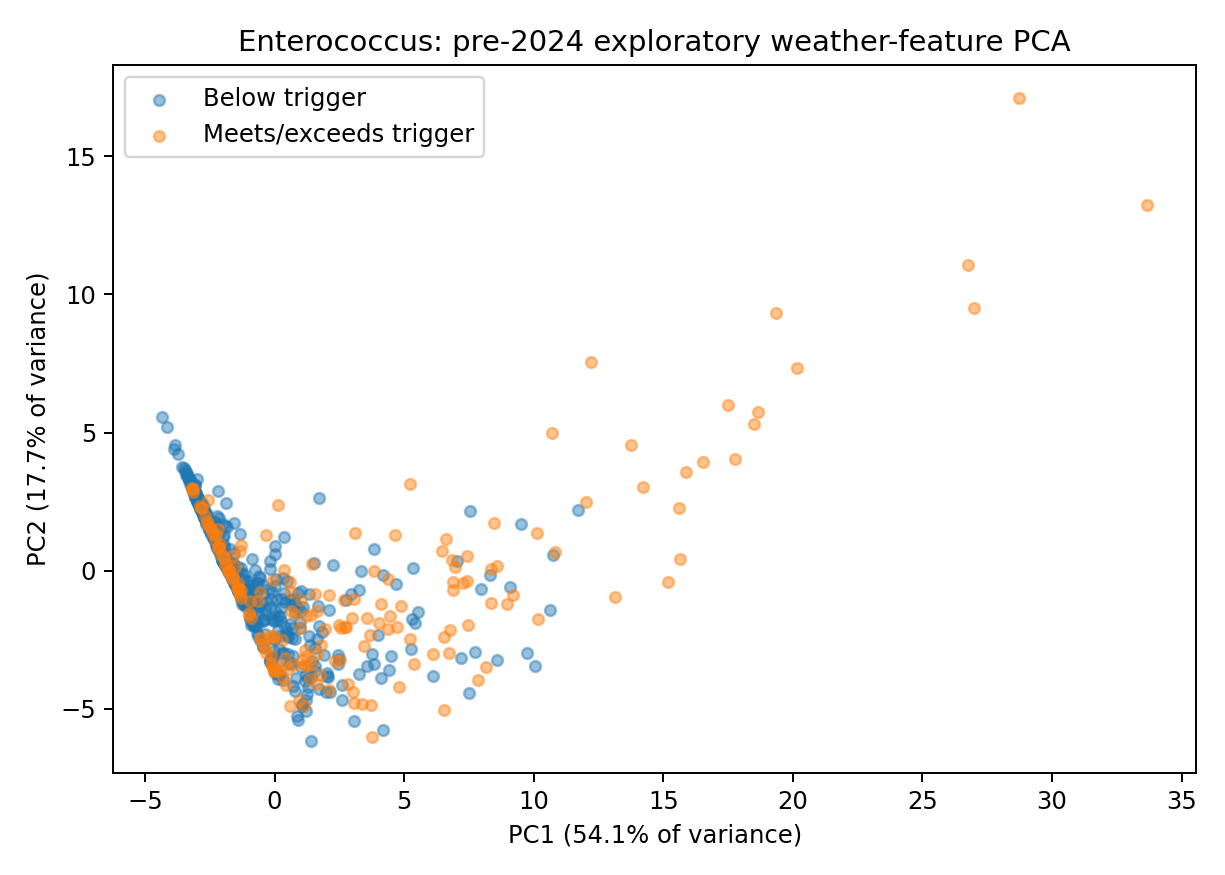 Enterococcus: pre-2024 exploratory weather-feature PCA
Below trigger
Meets/exceeds trigger
PC2 (17.7% of variance)
15
10
5
0
−5
−5 0 5 10 15 20 25 30 35
PC1 (54.1% of variance)